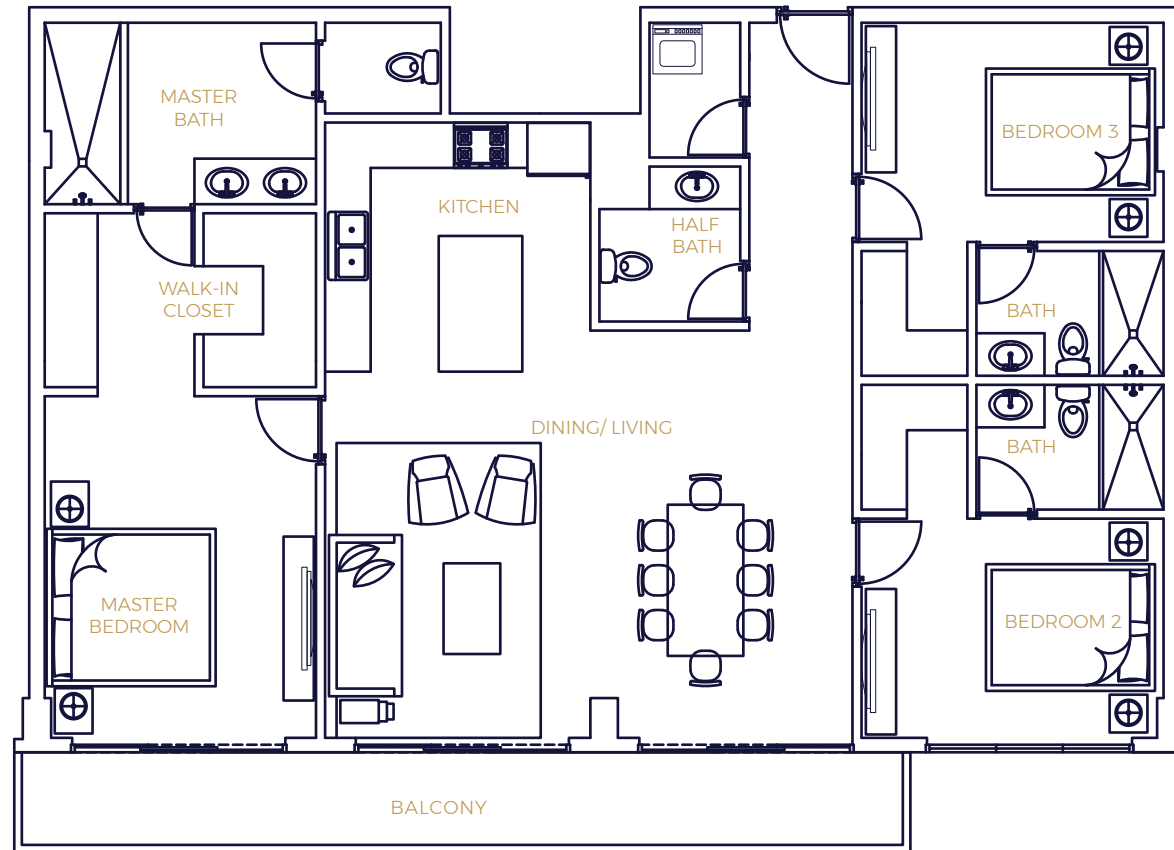 MASTER
BATH
BEDROOM 3
KITCHEN
HALF
BATH
WALK-IN
CLOSET
BATH
DINING/ LIVING
BATH
MASTER
BEDROOM
BEDROOM 2
BALCONY